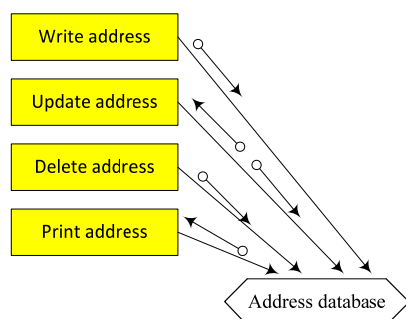 Write address
Update address
Delete address
Print address
Address database